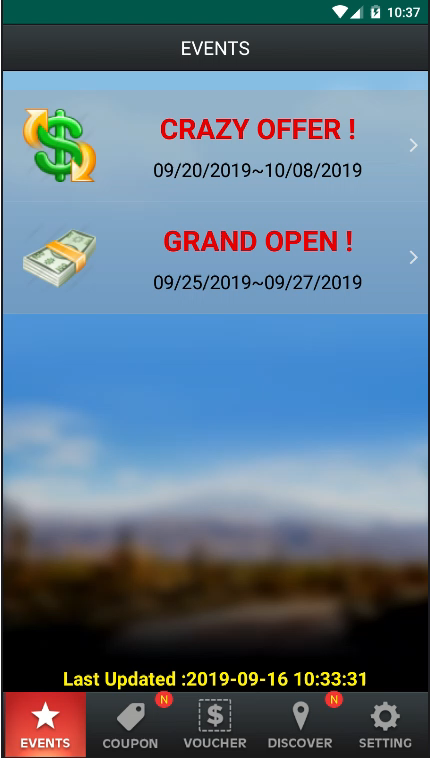 10:37
EVENTS
CRAZY OFFER !
09/20/2019~10/08/2019
GRAND OPEN !
09/25/2019~09/27/2019
Last Updated :2019-09-16 10:33:31
N N
EVENTS COUPON VOUCHER DISCOVER SETTING